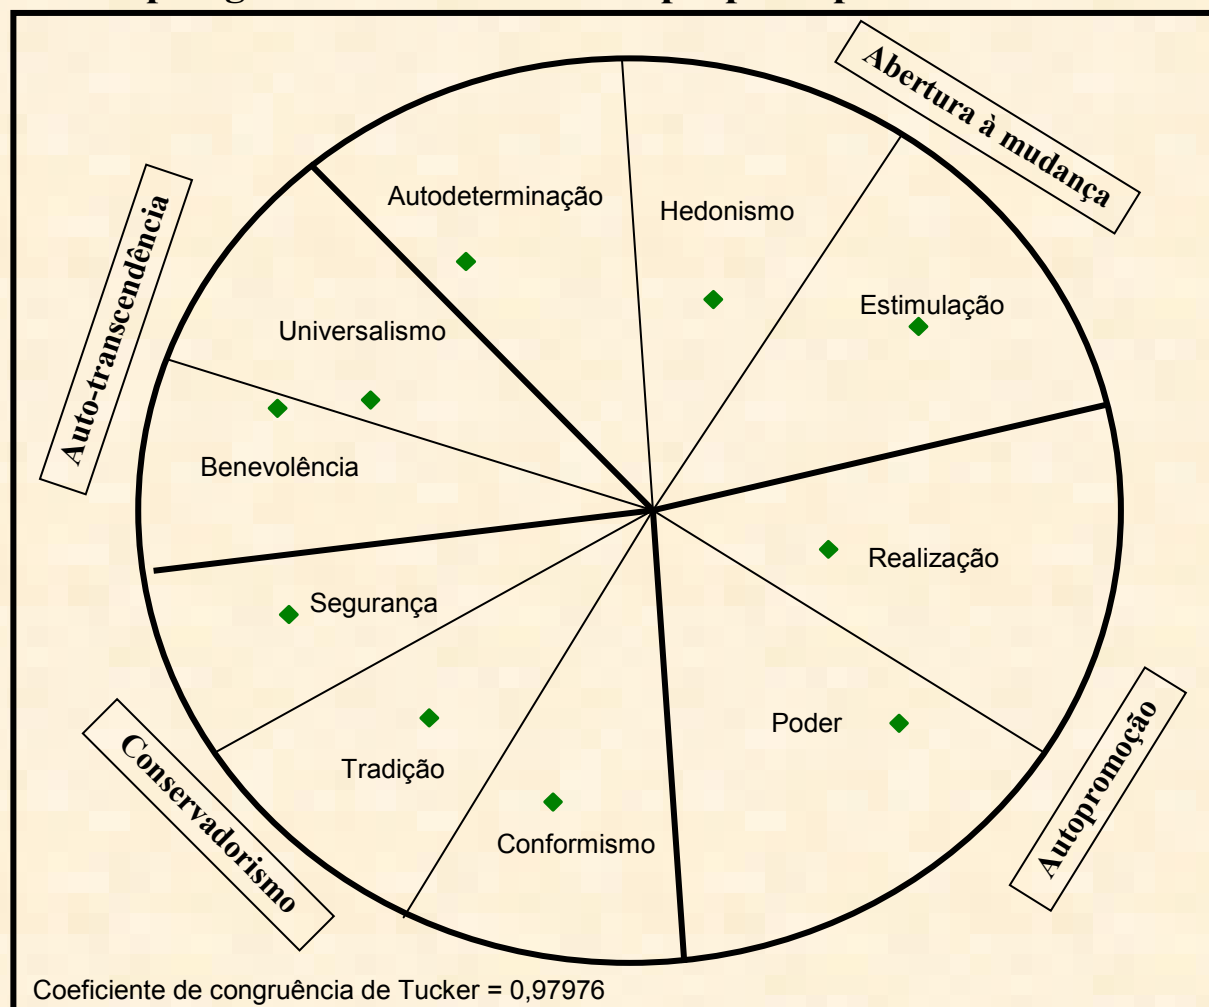 Abertura à mudança
Autodeterminação
Hedonismo
Estimulação
Auto-transcendência
Universalismo
Benevolência
Realização
Segurança
Poder
Tradição
Conformismo
Conservadorismo
Autopromoção
Coeficiente de congruência de Tucker = 0,97976